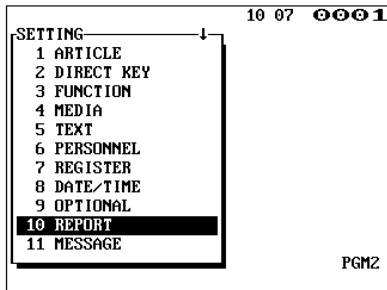 10 07 0001
SETTING ↓
1 ARTICLE
2 DIRECT KEY
3 FUNCTION
4 MEDIA
5 TEXT
6 PERSONNEL
7 REGISTER
8 DATE/TIME
9 OPTIONAL
10 REPORT
11 MESSAGE
PGM2